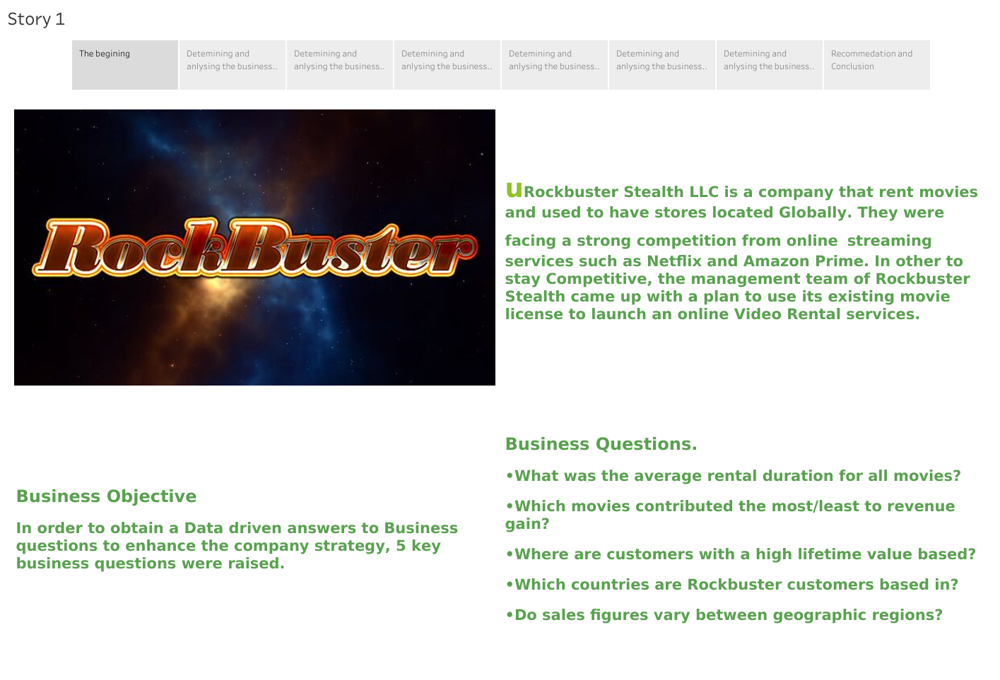 Story 1
The begining
Detemining and
anlysing the business..
Detemining and
anlysing the business..
Detemining and
anlysing the business..
Detemining and
anlysing the business..
Detemining and
anlysing the business..
Detemining and
anlysing the business..
Recommedation and
Conclusion
RockBuster
uRockbuster Stealth LLC is a company that rent movies
and used to have stores located Globally. They were
facing a strong competition from online  streaming
services such as Netflix and Amazon Prime. In other to
stay Competitive, the management team of Rockbuster
Stealth came up with a plan to use its existing movie
license to launch an online Video Rental services.
Business Objective
In order to obtain a Data driven answers to Business
questions to enhance the company strategy, 5 key
business questions were raised.
Business Questions.
•What was the average rental duration for all movies?
•Which movies contributed the most/least to revenue
gain?
•Where are customers with a high lifetime value based?
•Which countries are Rockbuster customers based in?
•Do sales figures vary between geographic regions?